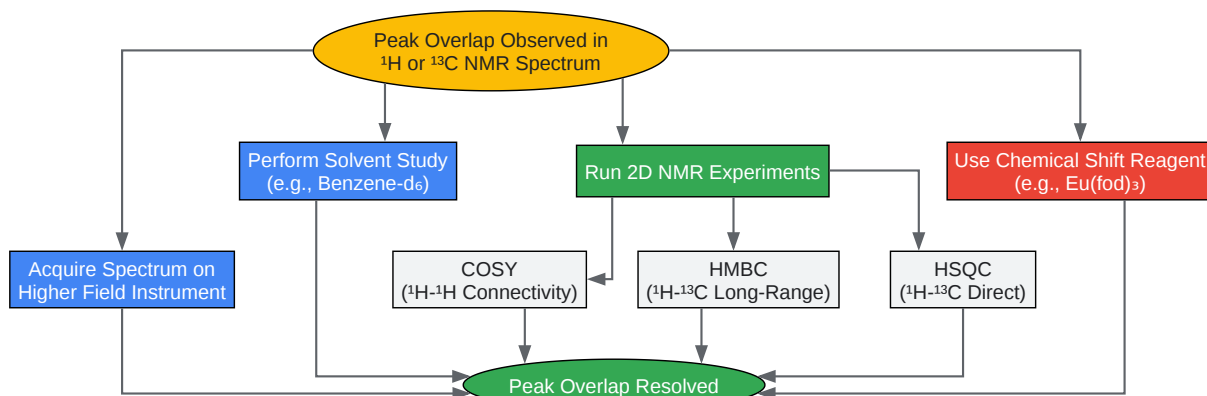 Peak Overlap Observed in
¹H or ¹³C NMR Spectrum
Perform Solvent Study
(e.g., Benzene-d₆)
Run 2D NMR Experiments
Use Chemical Shift Reagent
(e.g., Eu(fod)₃)
Acquire Spectrum on
Higher Field Instrument
COSY
(¹H-¹H Connectivity)
HMBC
(¹H-¹³C Long-Range)
HSQC
(¹H-¹³C Direct)
Peak Overlap Resolved